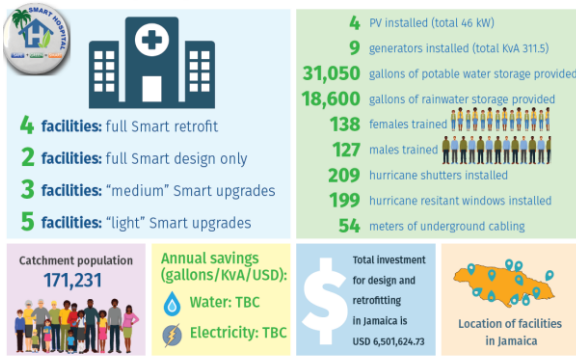 SMART HOSPITAL
4 facilities: full Smart retrofit
2 facilities: full Smart design only
3 facilities: “medium” Smart upgrades
5 facilities: “light” Smart upgrades
4 PV installed (total 46 kW)
9 generators installed (total KvA 311.5)
31,050 gallons of potable water storage provided
18,600 gallons of rainwater storage provided
138 females trained
127 males trained
209 hurricane shutters installed
199 hurricane resitant windows installed
54 meters of underground cabling
Catchment population
171,231
Annual savings
(gallons/KvA/USD):
Water: TBC
Electricity: TBC
$
Total investment
for design and
retrofitting
in Jamaica is
USD 6,501,624.73
Location of facilities
in Jamaica